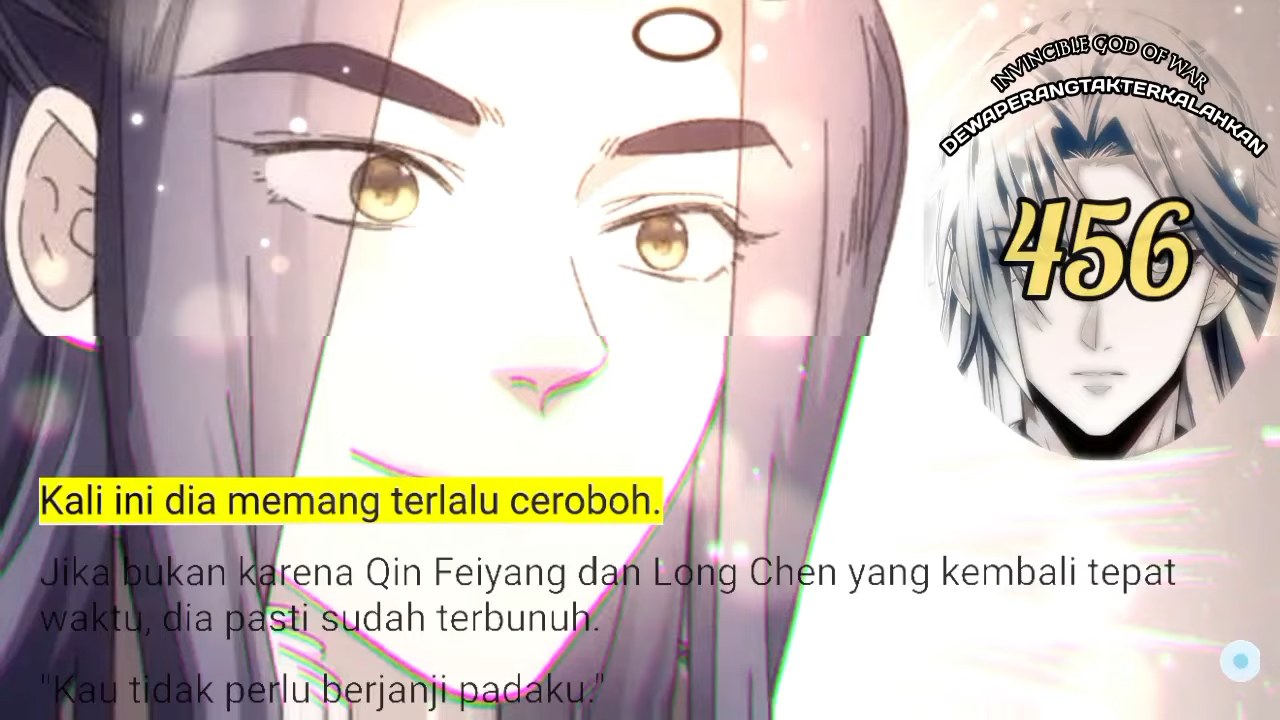 INVINCIBLE GOD OF WAR
DEWAPERANGTAKTERKALAHKAN
456
Kali ini dia memang terlalu ceroboh.
Jika bukan karena Qin Feiyang dan Long Chen yang kembali tepat
waktu, dia pasti sudah terbunuh.
"Kau tidak perlu berjanji padaku."